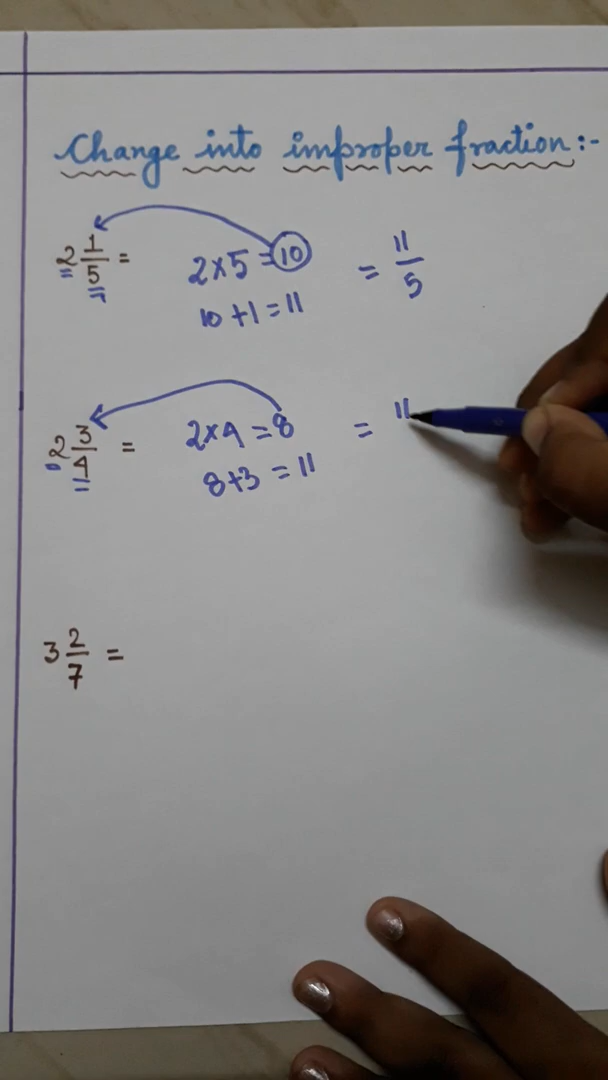 Change into improper fraction:-
2 1/5 = 2×5=10 = 11/5
10+1=11
2 3/4 = 2×4=8 = 11
8+3=11
3 2/7 =